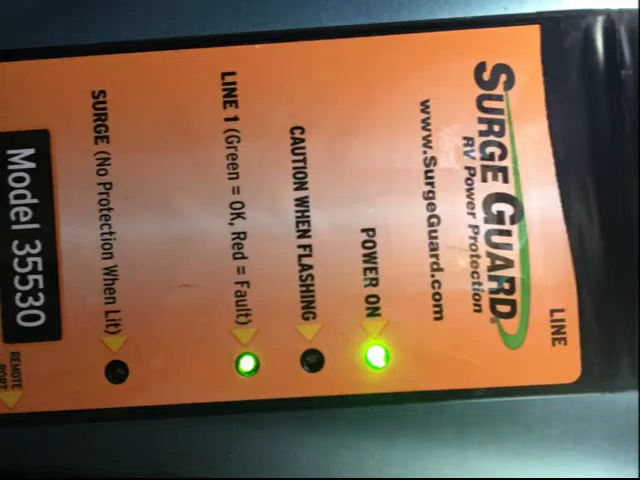 LINE
SURGE GUARD®
RV Power Protection
www.SurgeGuard.com
POWER ON
CAUTION WHEN FLASHING
LINE 1 (Green = OK, Red = Fault)
SURGE (No Protection When Lit)
Model 35530
REMOTE
PORT